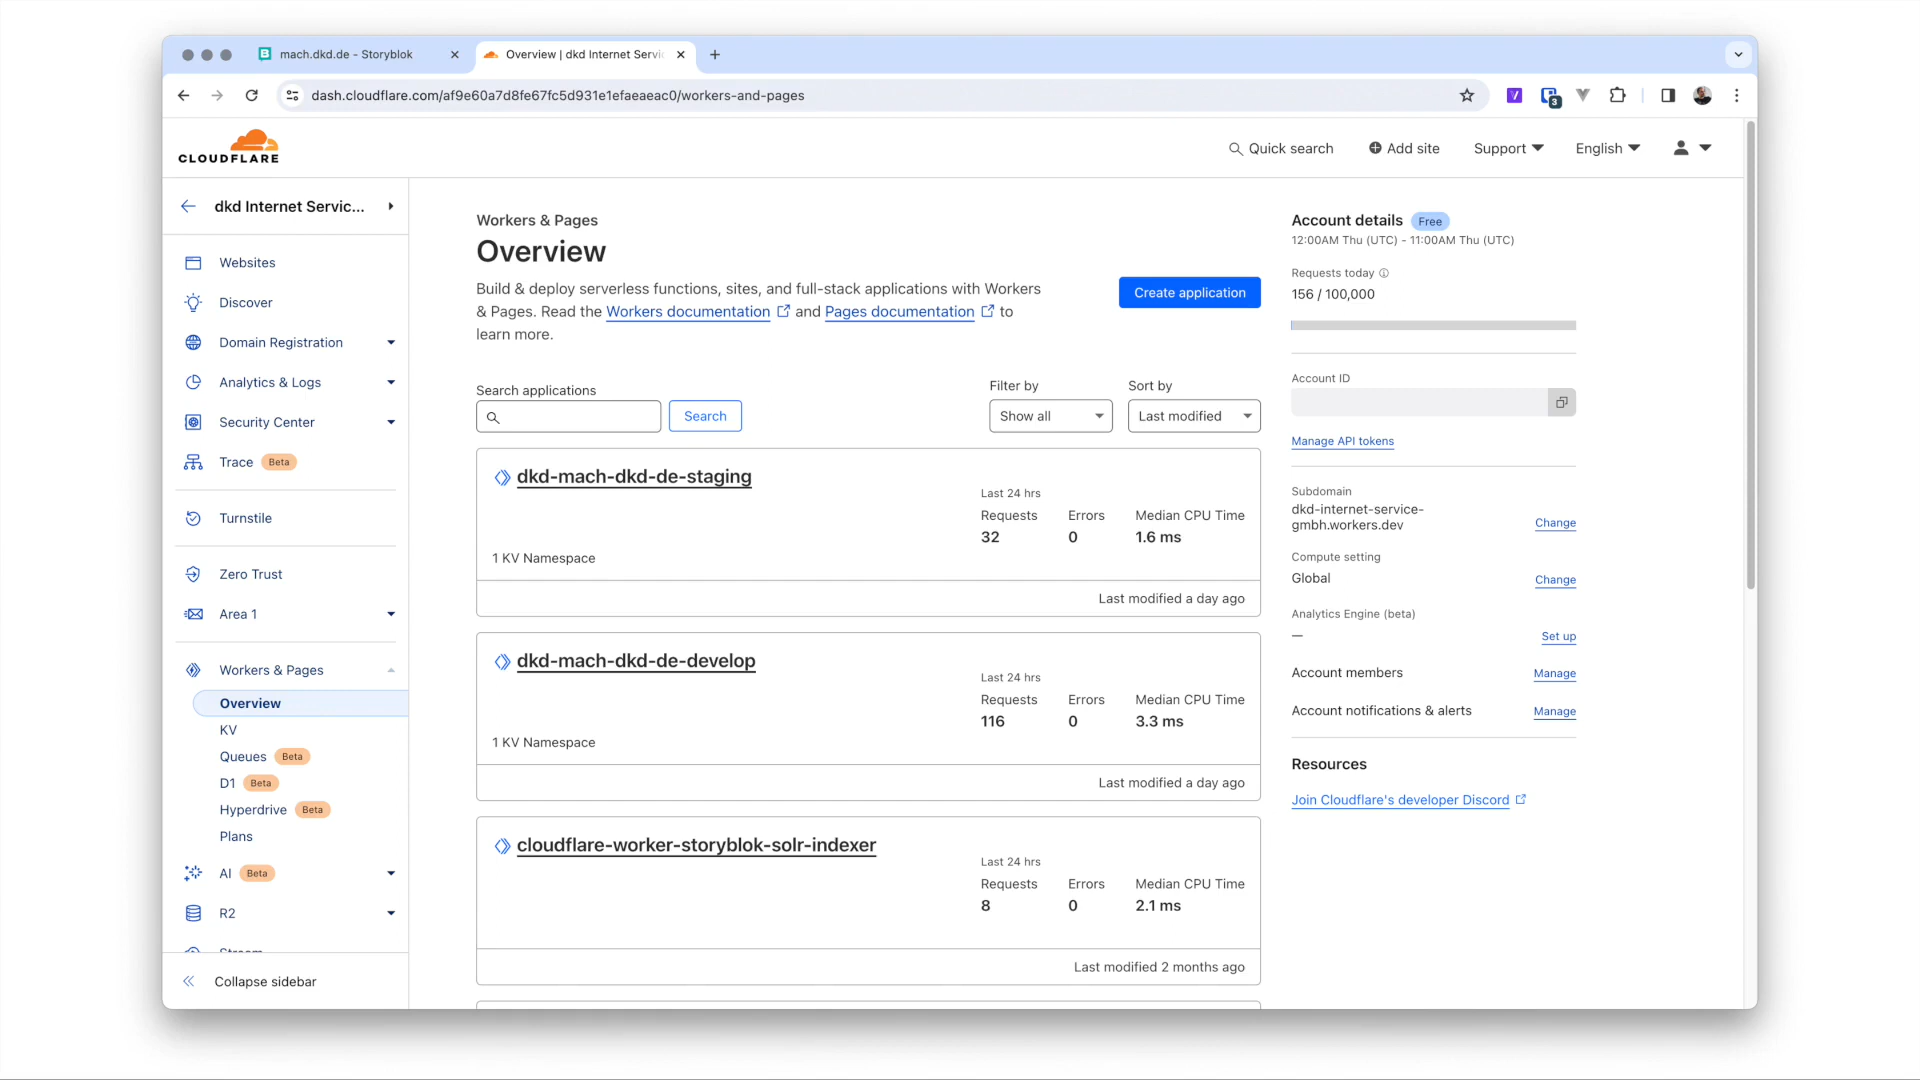 mach.dkd.de - Storyblok
Overview | dkd Internet Servic
dash.cloudflare.com/af9e60a7d8fe67fc5d931e1efaeaeac0/workers-and-pages
3
CLOUDFLARE
Quick search
Add site
Support
English
dkd Internet Servic...
Websites
Discover
Domain Registration
Analytics & Logs
Security Center
Trace Beta
Turnstile
Zero Trust
Area 1
Workers & Pages
Overview
KV
Queues Beta
D1 Beta
Hyperdrive Beta
Plans
AI Beta
R2
Stream
Collapse sidebar
Workers & Pages
Overview
Build & deploy serverless functions, sites, and full-stack applications with Workers
& Pages. Read the Workers documentation and Pages documentation to
learn more.
Create application
Search applications
Search
Filter by
Show all
Sort by
Last modified
dkd-mach-dkd-de-staging
Last 24 hrs
Requests Errors Median CPU Time
32 0 1.6 ms
1 KV Namespace
Last modified a day ago
dkd-mach-dkd-de-develop
Last 24 hrs
Requests Errors Median CPU Time
116 0 3.3 ms
1 KV Namespace
Last modified a day ago
cloudflare-worker-storyblok-solr-indexer
Last 24 hrs
Requests Errors Median CPU Time
8 0 2.1 ms
Last modified 2 months ago
Account details Free
12:00AM Thu (UTC) - 11:00AM Thu (UTC)
Requests today
156 / 100,000
Account ID
Manage API tokens
Subdomain
dkd-internet-service-
gmbh.workers.dev
Change
Compute setting
Global
Change
Analytics Engine (beta)
—
Set up
Account members
Manage
Account notifications & alerts
Manage
Resources
Join Cloudflare's developer Discord